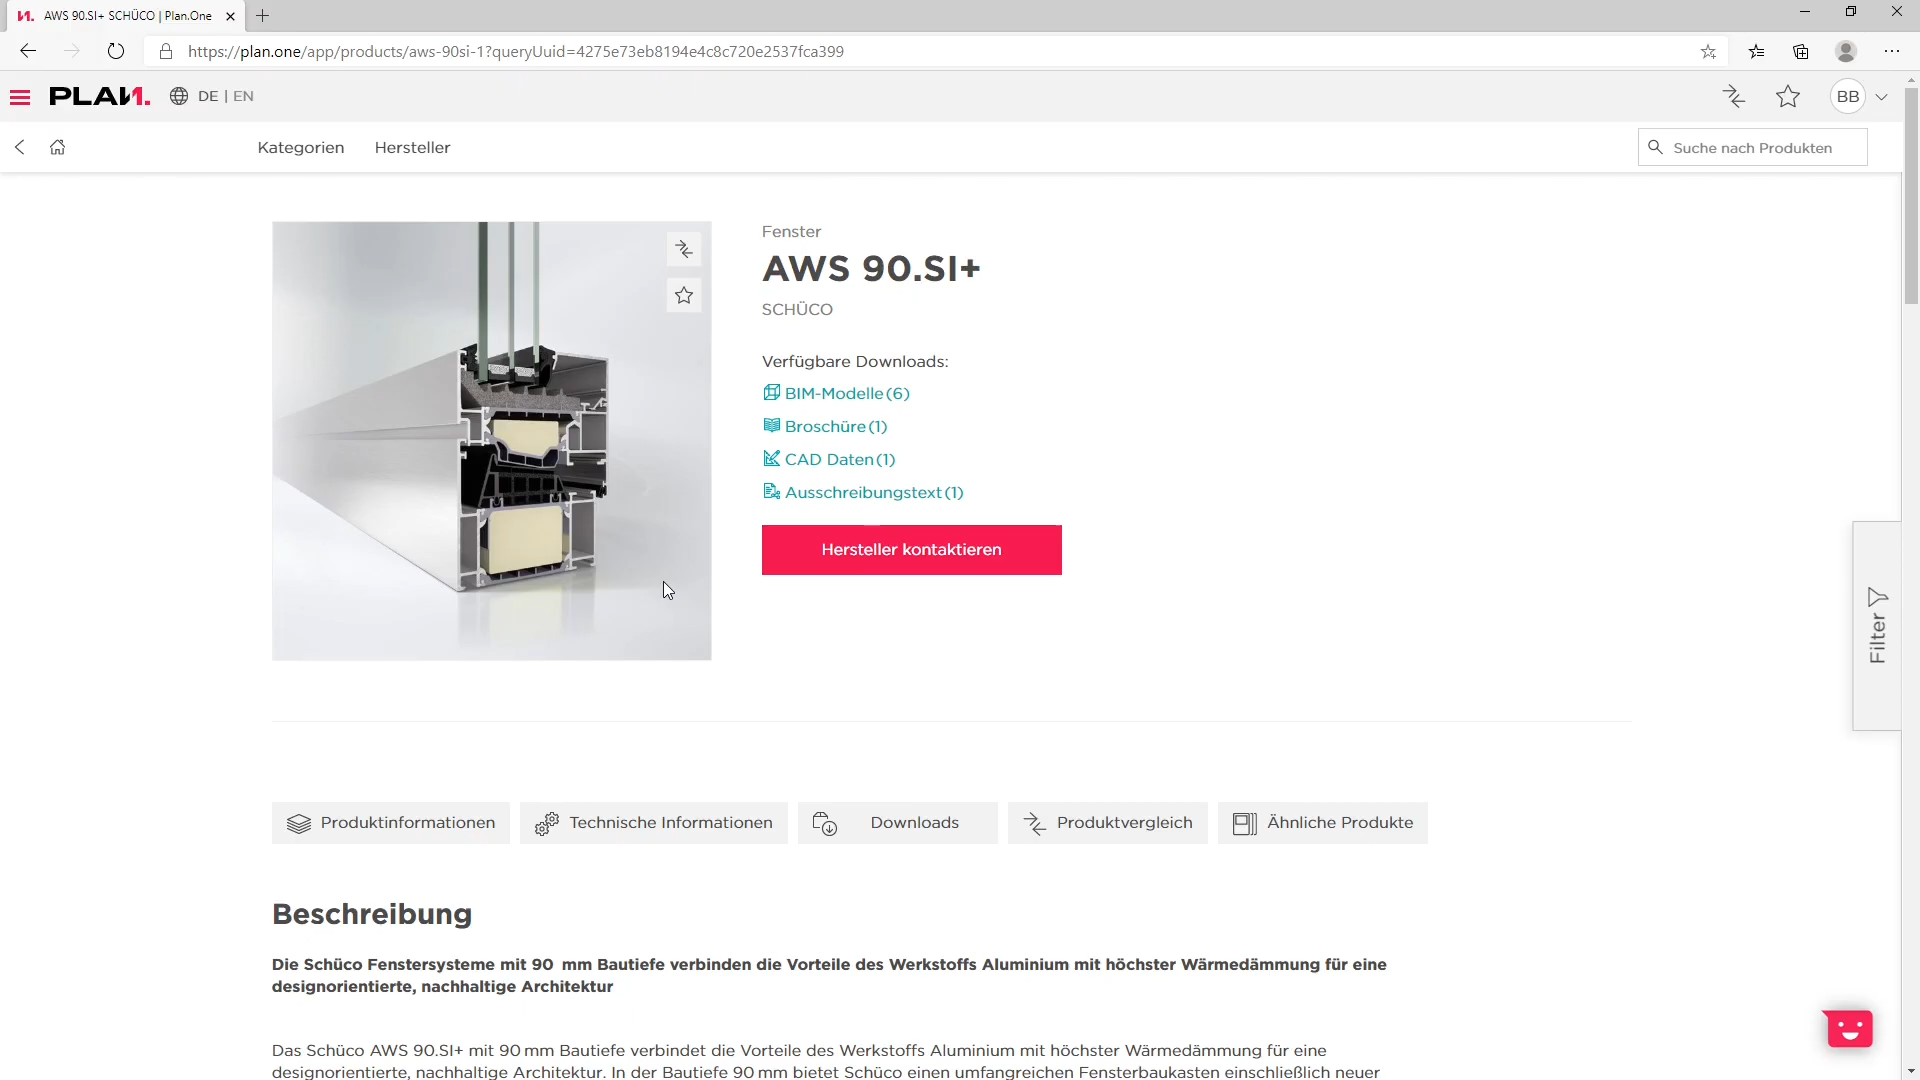 AWS 90.SI+ SCHÜCO | Plan.One
https://plan.one/app/products/aws-90si-1?queryUuid=4275e73eb8194e4c8c720e2537fca399
PLAN1. DE | EN
BB
Kategorien Hersteller
Suche nach Produkten
Fenster
AWS 90.SI+
SCHÜCO
Verfügbare Downloads:
BIM-Modelle (6)
Broschüre (1)
CAD Daten (1)
Ausschreibungstext (1)
Hersteller kontaktieren
Filter
Produktinformationen Technische Informationen Downloads Produktvergleich Ähnliche Produkte
Beschreibung
Die Schüco Fenstersysteme mit 90 mm Bautiefe verbinden die Vorteile des Werkstoffs Aluminium mit höchster Wärmedämmung für eine
designorientierte, nachhaltige Architektur
Das Schüco AWS 90.SI+ mit 90 mm Bautiefe verbindet die Vorteile des Werkstoffs Aluminium mit höchster Wärmedämmung für eine
designorientierte, nachhaltige Architektur. In der Bautiefe 90 mm bietet Schüco einen umfangreichen Fensterbaukasten einschließlich neuer